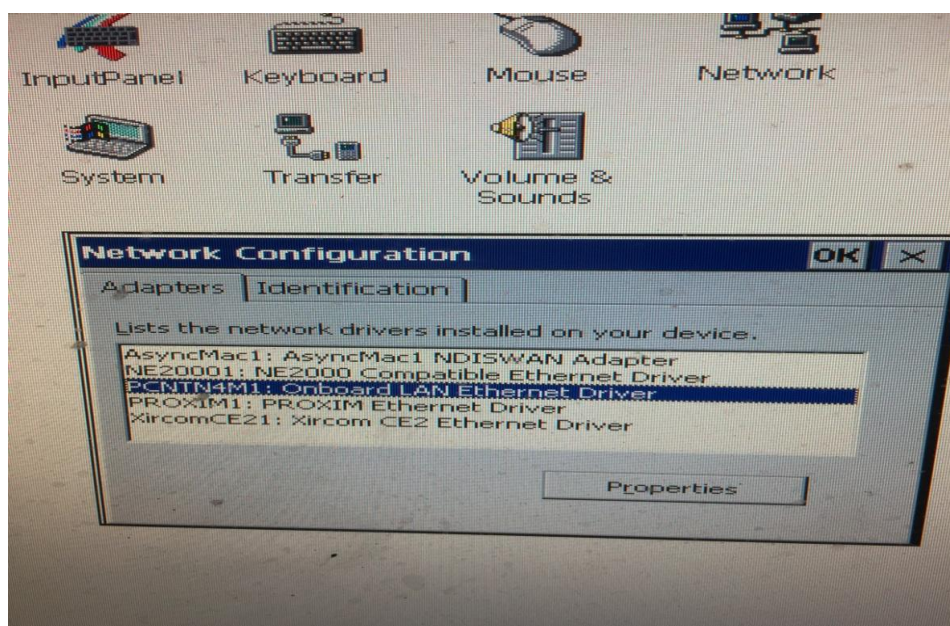 InputPanel Keyboard Mouse Network
System Transfer Volume &
Sounds
Network Configuration OK ×
Adapters Identification
Lists the network drivers installed on your device.
AsyncMac1: AsyncMac1 NDISWAN Adapter
NE20001: NE2000 Compatible Ethernet Driver
PCNTN4M1: Onboard LAN Ethernet Driver
PROXIM1: PROXIM Ethernet Driver
XircomCE21: Xircom CE2 Ethernet Driver
Properties